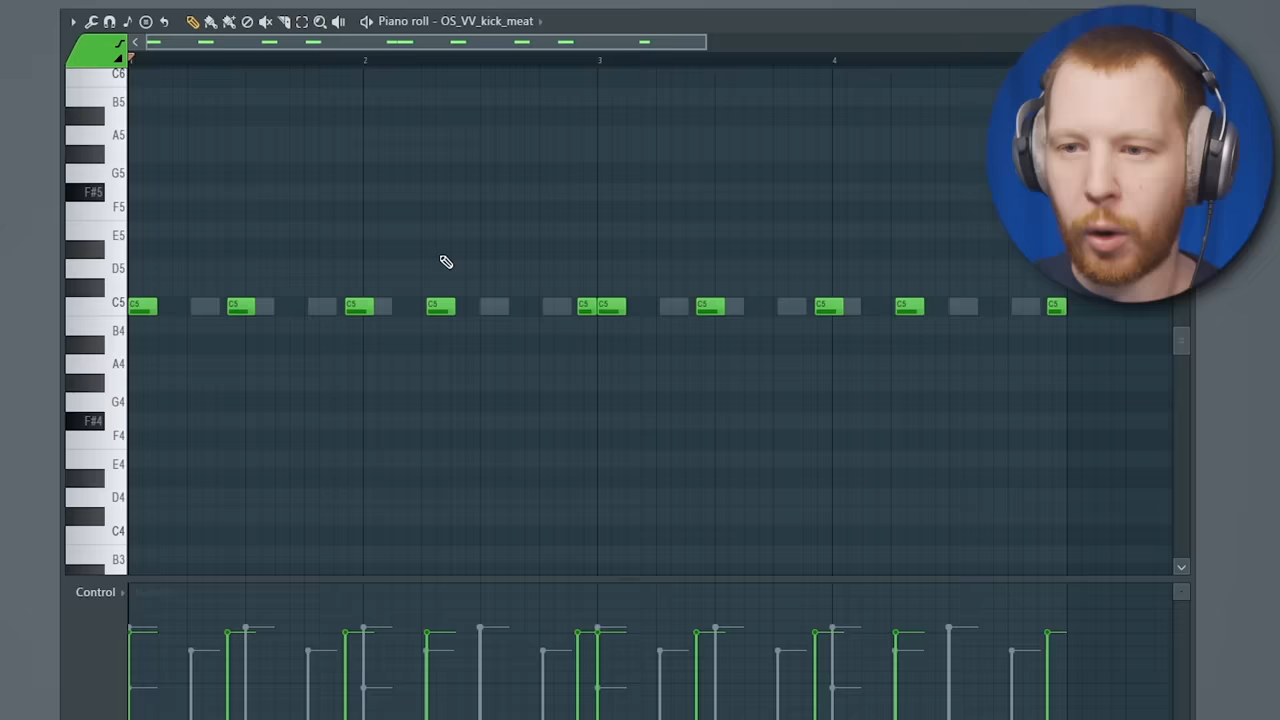 Piano roll - OS_VV_kick_meat
2 3 4
C6
B5
A5
G5
F#5
F5
E5
D5
C5 C5 C5 C5 C5 C5 C5 C5 C5 C5 C5
B4
A4
G4
F#4
F4
E4
D4
C4
B3
Control